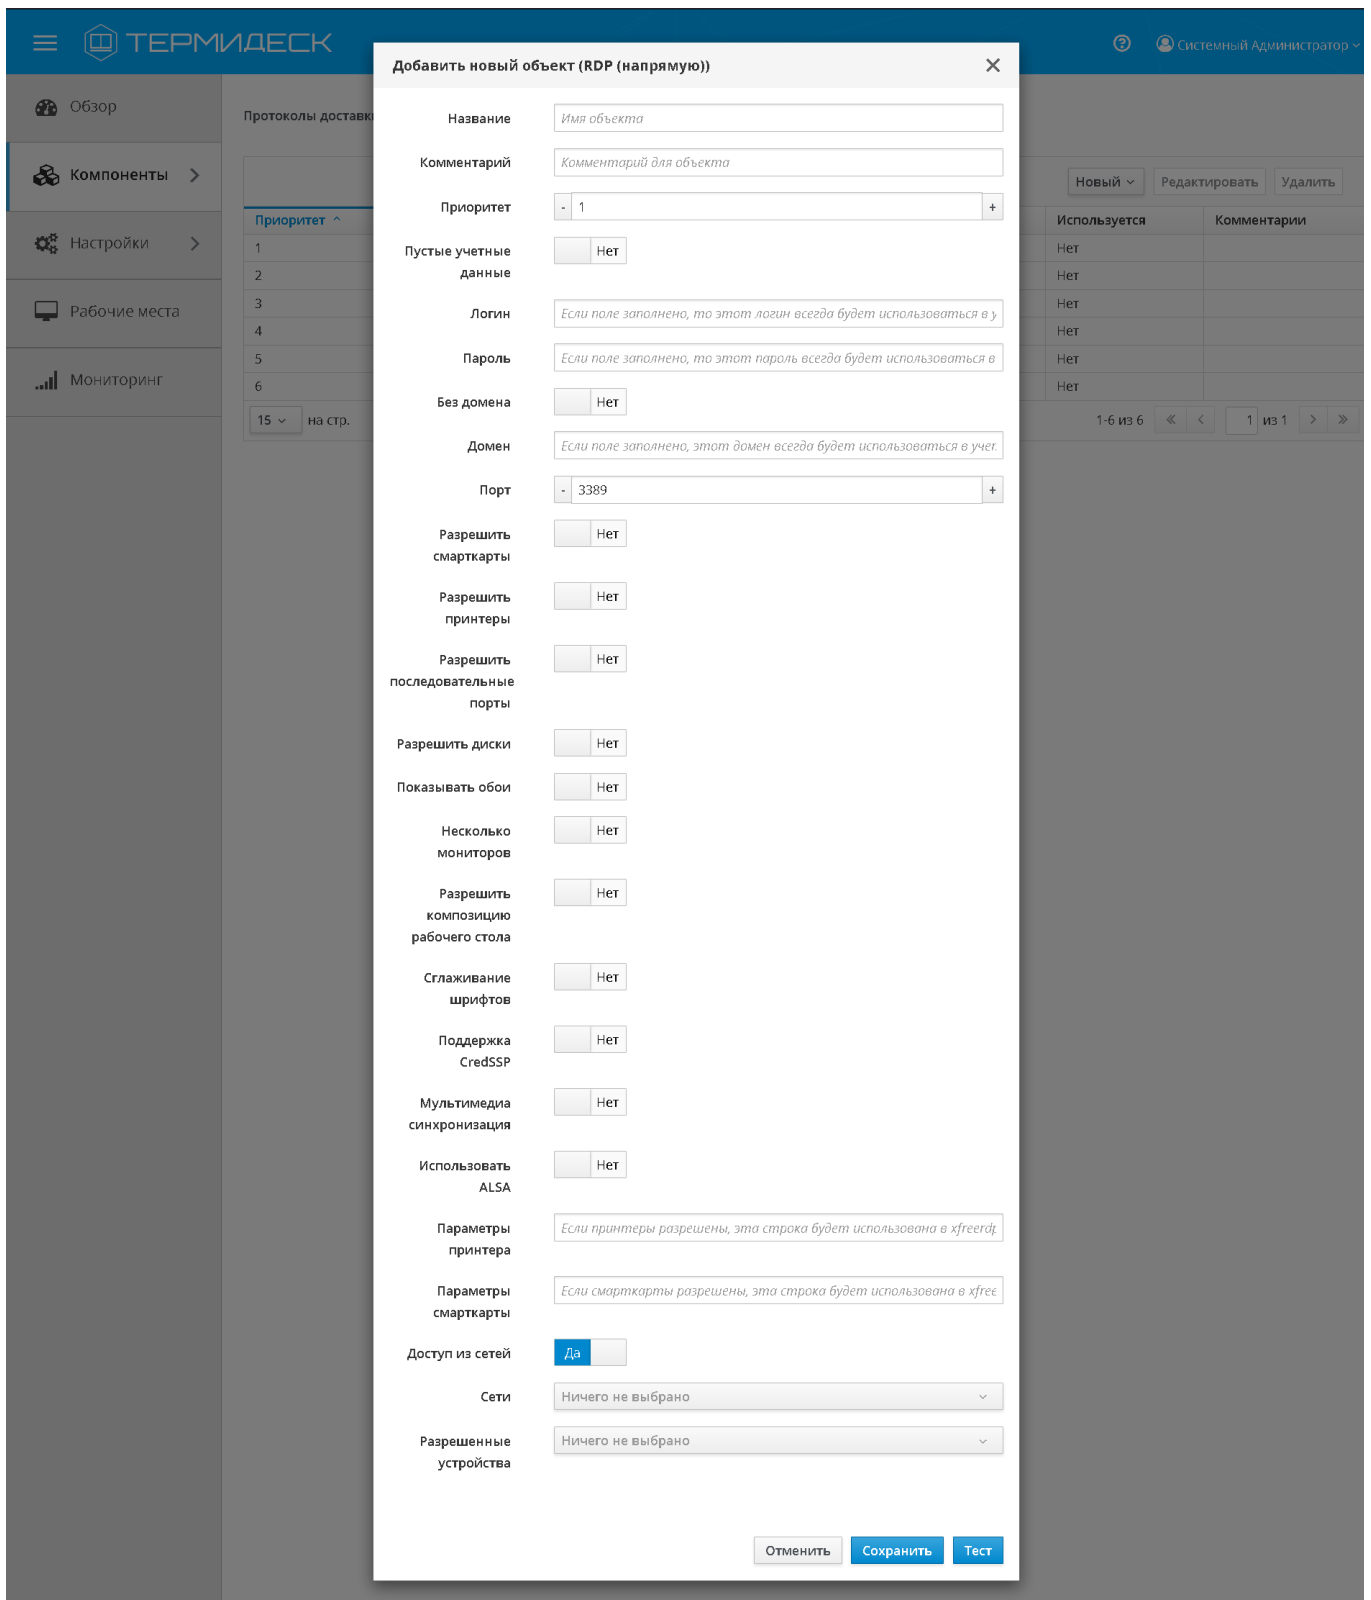 ТЕРМИДЕСК
Системный Администратор
Обзор
Компоненты
Настройки
Рабочие места
Мониторинг
Протоколы доставк
Новый
Редактировать
Удалить
Приоритет
Используется
Комментарии
1
Нет
2
Нет
3
Нет
4
Нет
5
Нет
6
Нет
15
на стр.
1-6 из 6
1 из 1
Добавить новый объект (RDP (напрямую))
Название
Имя объекта
Комментарий
Комментарий для объекта
Приоритет
- 1 +
Пустые учетные
данные
Нет
Логин
Если поле заполнено, то этот логин всегда будет использоваться в у
Пароль
Если поле заполнено, то этот пароль всегда будет использоваться в
Без домена
Нет
Домен
Если поле заполнено, этот домен всегда будет использоваться в
Порт
- 3389 +
Разрешить
смарткарты
Нет
Разрешить
принтеры
Нет
Разрешить
последовательные
порты
Нет
Разрешить диски
Нет
Показывать обои
Нет
Несколько
мониторов
Нет
Разрешить
композицию
рабочего стола
Нет
Сглаживание
шрифтов
Нет
Поддержка
CredSSP
Нет
Мультимедиа
синхронизация
Нет
Использовать
ALSA
Нет
Параметры
принтера
Если принтеры разрешены, эта строка будет использована в xfreerdp
Параметры
смарткарты
Если смарткарты разрешены, эта строка будет использована в xfree
Доступ из сетей
Да
Сети
Ничего не выбрано
Разрешенные
устройства
Ничего не выбрано
Отменить
Сохранить
Тест